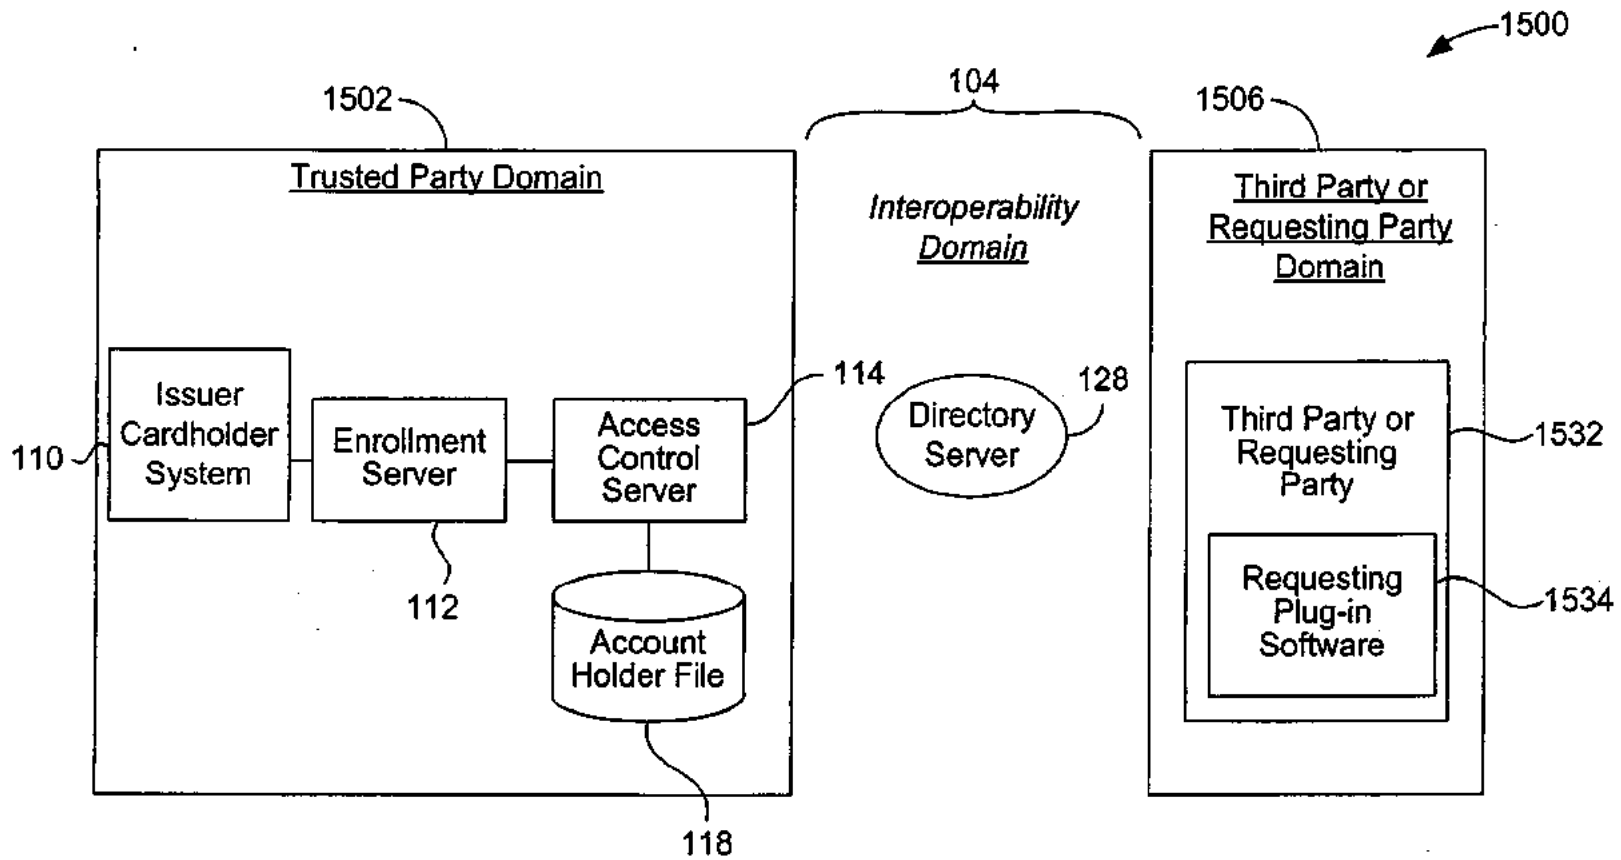 1500
1502
104
1506
Trusted Party Domain
Interoperability
Domain
Third Party or
Requesting Party
Domain
110
Issuer
Cardholder
System
Enrollment
Server
112
Access
Control
Server
114
Account
Holder File
118
Directory
Server
128
Third Party or
Requesting
Party
1532
Requesting
Plug-in
Software
1534